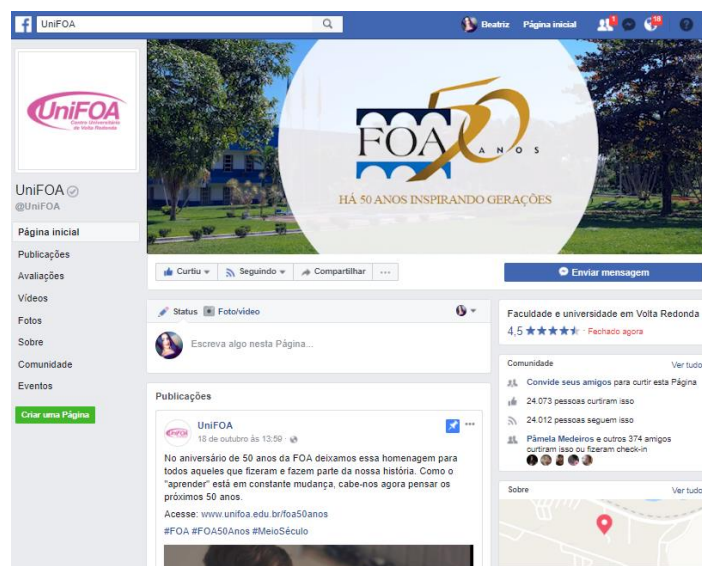 UniFOA
Beatriz Página inicial 1 18
UniFOA
Centro Universitário
de Volta Redonda
FOA 50
ANOS
HÁ 50 ANOS INSPIRANDO GERAÇÕES
UniFOA
@UniFOA
Página inicial
Publicações
Avaliações
Vídeos
Fotos
Sobre
Comunidade
Eventos
Criar uma Página
Curtiu Seguindo Compartilhar ...
Enviar mensagem
Status Foto/vídeo
Escreva algo nesta Página...
Publicações
UniFOA
18 de outubro às 13:59 ·
No aniversário de 50 anos da FOA deixamos essa homenagem para
todos aqueles que fizeram e fazem parte da nossa história. Como o
"aprender" está em constante mudança, cabe-nos agora pensar os
próximos 50 anos.
Acesse: www.unifoa.edu.br/foa50anos
#FOA #FOA50Anos #MeioSéculo
Faculdade e universidade em Volta Redonda
4,5 ★★★★ · Fechado agora
Comunidade Ver tudo
Convide seus amigos para curtir esta Página
24.073 pessoas curtiram isso
24.012 pessoas seguem isso
Pâmela Medeiros e outros 374 amigos
curtiram isso ou fizeram check-in
Sobre Ver tudo